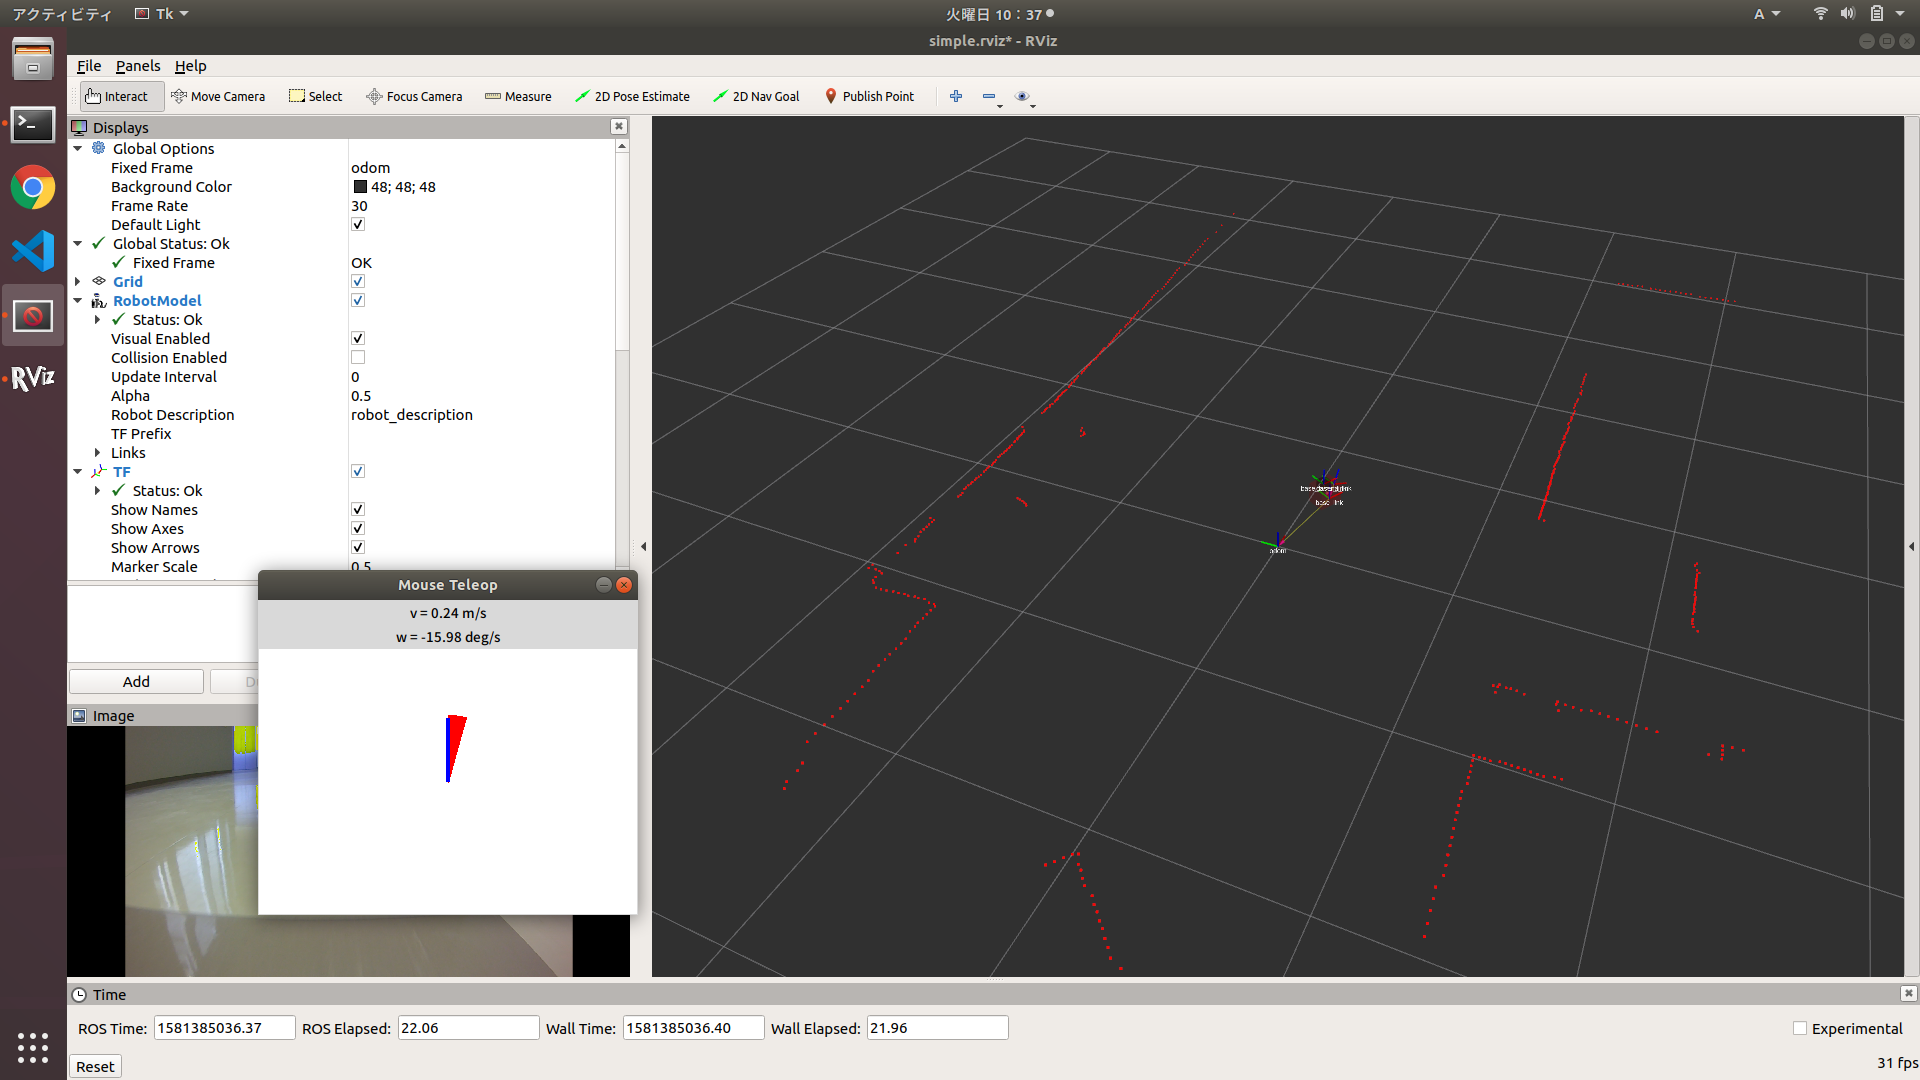 アクティビティ Tk 火曜日 10：37 A
simple.rviz* - RViz
File Panels Help
Interact Move Camera Select Focus Camera Measure 2D Pose Estimate 2D Nav Goal Publish Point
Displays
Global Options
Fixed Frame odom
Background Color 48; 48; 48
Frame Rate 30
Default Light
Global Status: Ok
Fixed Frame OK
Grid
RobotModel
Status: Ok
Visual Enabled
Collision Enabled
Update Interval 0
Alpha 0.5
Robot Description robot_description
TF Prefix
Links
TF
Status: Ok
Show Names
Show Axes
Show Arrows
Marker Scale 0.5
RViz
odom
Mouse Teleop
v = 0.24 m/s
w = -15.98 deg/s
Add
Image
Time
ROS Time: 1581385036.37 ROS Elapsed: 22.06 Wall Time: 1581385036.40 Wall Elapsed: 21.96 Experimental
Reset 31 fps